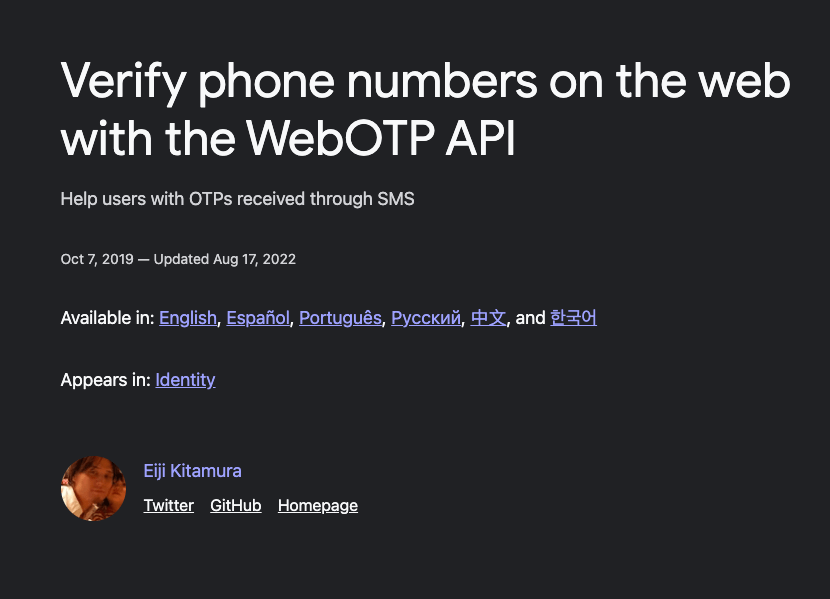 Verify phone numbers on the web
with the WebOTP API
Help users with OTPs received through SMS
Oct 7, 2019 — Updated Aug 17, 2022
Available in: English, Español, Português, Русский, 中文, and 한국어
Appears in: Identity
Eiji Kitamura
Twitter GitHub Homepage